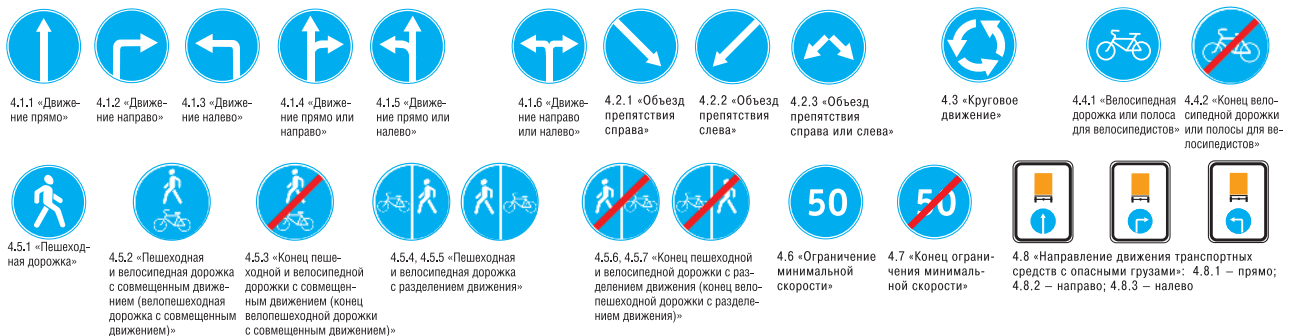 4.1.1 «Движе-
ние прямо»
4.1.2 «Движе-
ние направо»
4.1.3 «Движе-
ние налево»
4.1.4 «Движе-
ние прямо или
направо»
4.1.5 «Движе-
ние прямо или
налево»
4.1.6 «Движе-
ние направо
или налево»
4.2.1 «Объезд
препятствия
справа»
4.2.2 «Объезд
препятствия
слева»
4.2.3 «Объезд
препятствия
справа или слева»
4.3 «Круговое
движение»
4.4.1 «Велосипедная
дорожка или полоса
для велосипедистов»
4.4.2 «Конец вело-
сипедной дорожки
или полосы для ве-
лосипедистов»
4.5.1 «Пешеход-
ная дорожка»
4.5.2 «Пешеходная
и велосипедная дорожка
с совмещенным движе-
нием (велопешеходная
дорожка с совмещенным
движением)»
4.5.3 «Конец пеше-
ходной и велосипедной
дорожки с совмещен-
ным движением (конец
велопешеходной дорожки
с совмещенным движением)»
4.5.4, 4.5.5 «Пешеходная
и велосипедная дорожка
с разделением движения»
4.5.6, 4.5.7 «Конец пешеходной
и велосипедной дорожки с раз-
делением движения (конец вело-
пешеходной дорожки с разделе-
нием движения)»
50
4.6 «Ограничение
минимальной
скорости»
50
4.7 «Конец ограни-
чения минималь-
ной скорости»
4.8 «Направление движения транспортных
средств с опасными грузами»: 4.8.1 – прямо;
4.8.2 – направо; 4.8.3 – налево